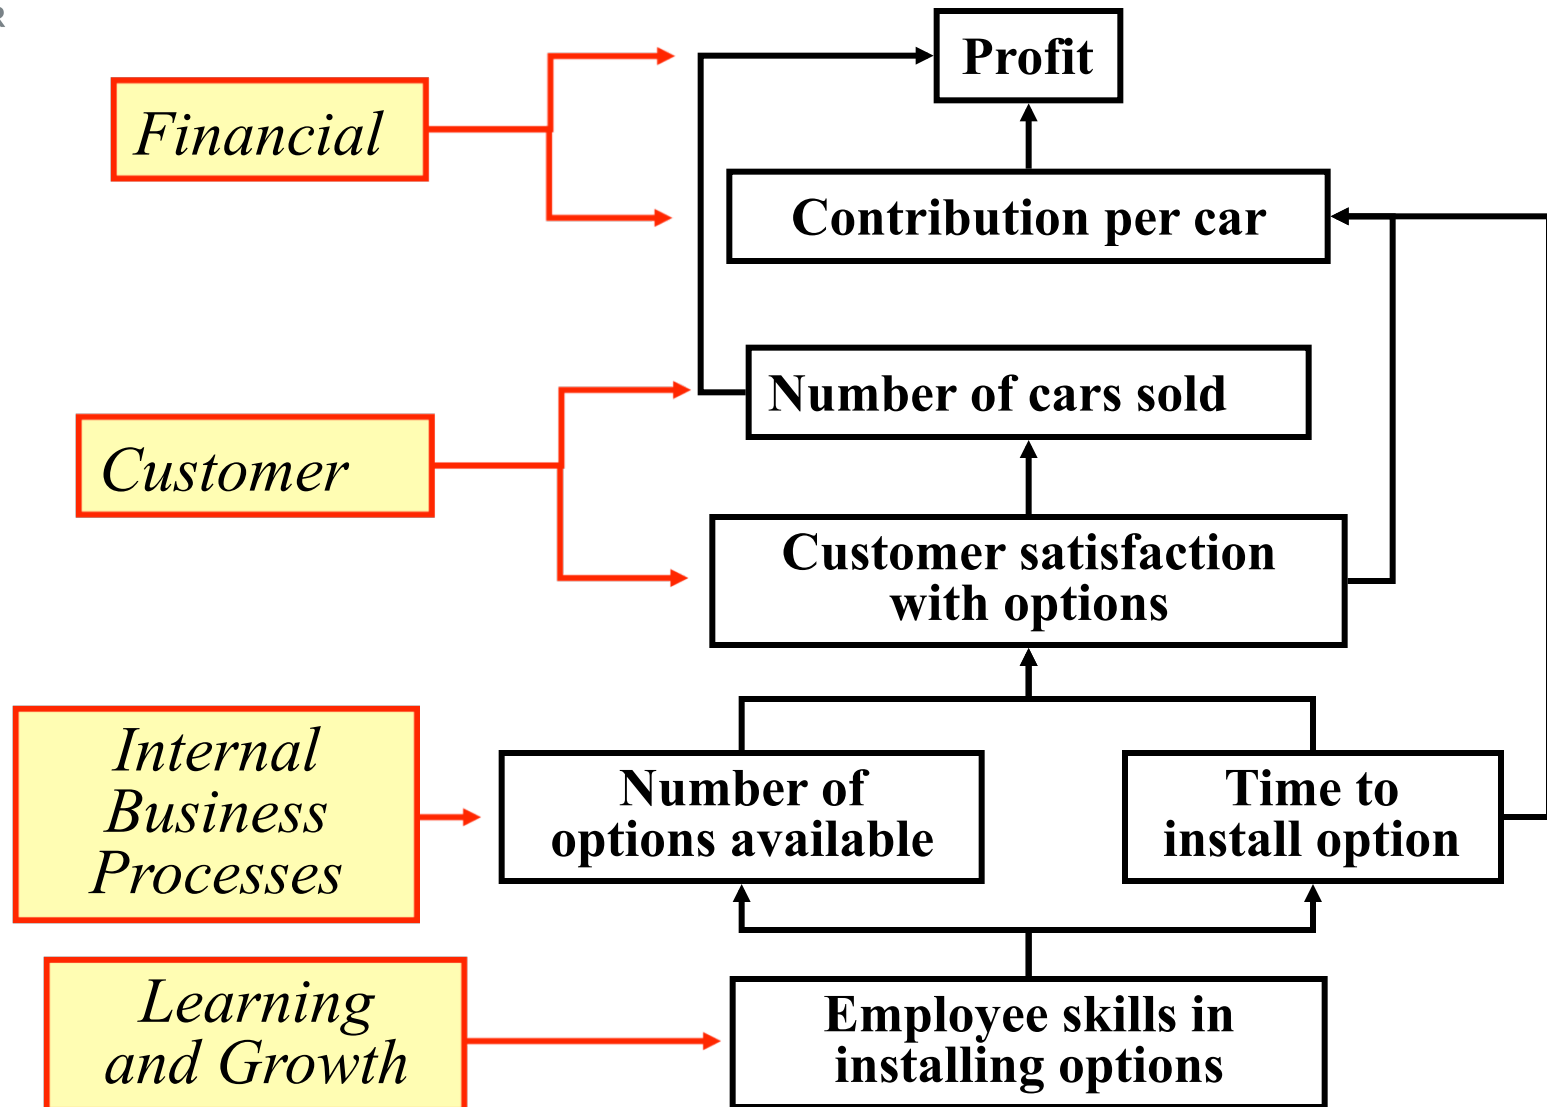 R
Profit
Financial
Contribution per car
Number of cars sold
Customer
Customer satisfaction
with options
Internal
Business
Processes
Number of
options available
Time to
install option
Learning
and Growth
Employee skills in
installing options